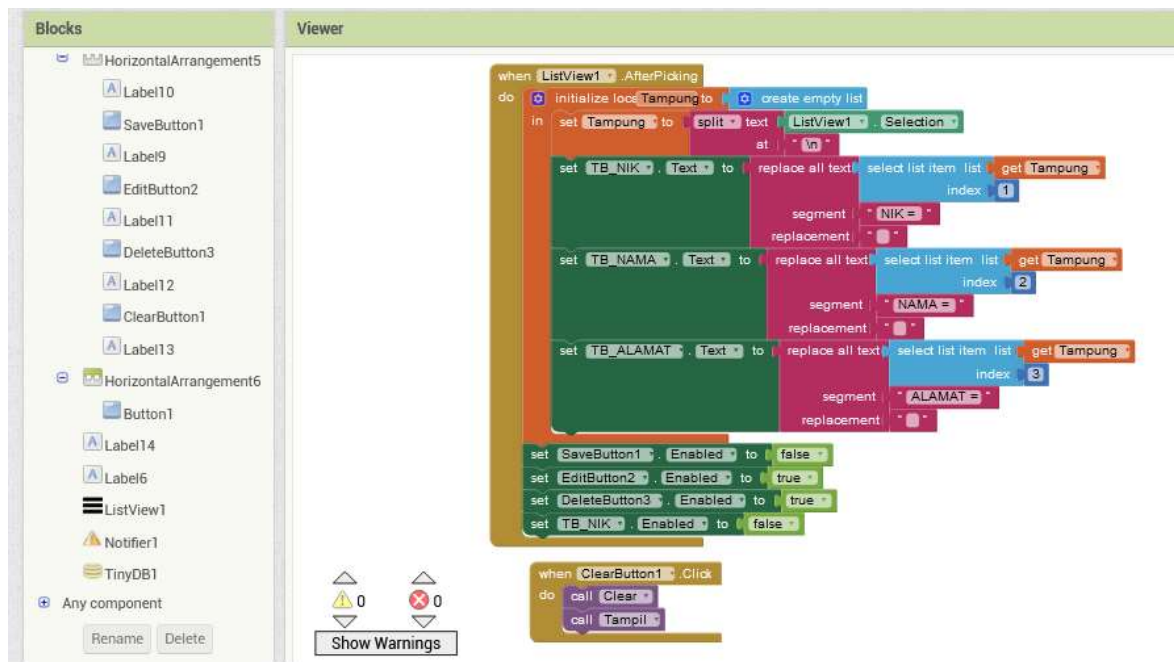 Blocks
Viewer
HorizontalArrangement5
Label10
SaveButton1
Label9
EditButton2
Label11
DeleteButton3
Label12
ClearButton1
Label13
HorizontalArrangement6
Button1
Label14
Label6
ListView1
Notifier1
TinyDB1
Any component
Rename Delete
when ListView1 .AfterPicking
do initialize loca Tampung to create empty list
in set Tampung to split text ListView1 . Selection
at " \n "
set TB_NIK . Text to replace all text select list item list get Tampung
index 1
segment " NIK = "
replacement " "
set TB_NAMA . Text to replace all text select list item list get Tampung
index 2
segment " NAMA = "
replacement " "
set TB_ALAMAT . Text to replace all text select list item list get Tampung
index 3
segment " ALAMAT = "
replacement " "
set SaveButton1 . Enabled to false
set EditButton2 . Enabled to true
set DeleteButton3 . Enabled to true
set TB_NIK . Enabled to false
when ClearButton1 .Click
do call Clear
call Tampil
0 0
Show Warnings